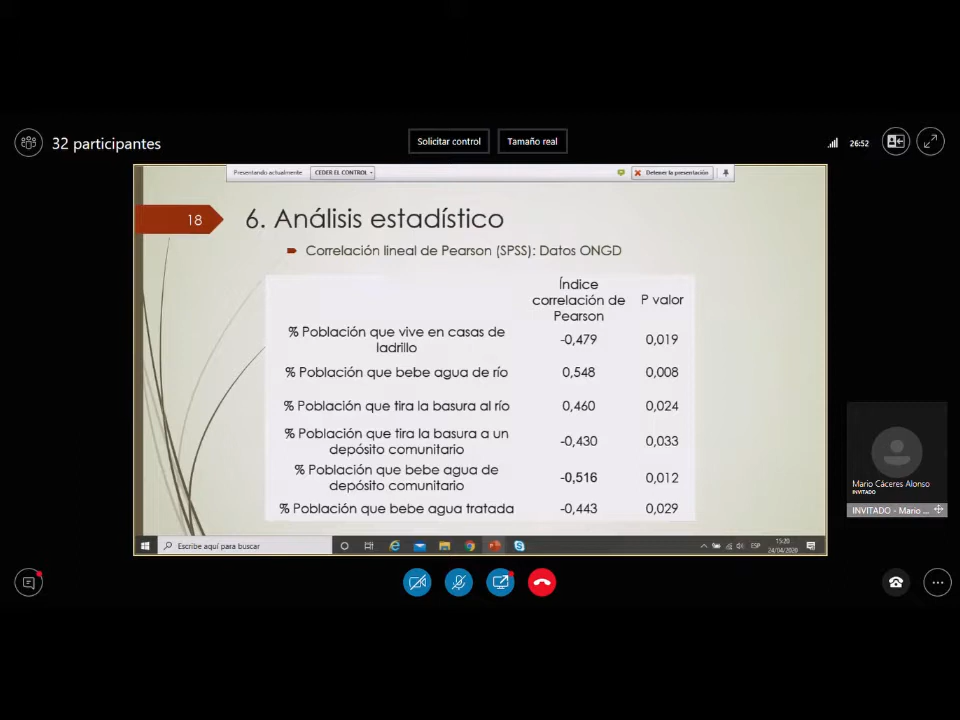 32 participantes
Solicitar control
Tamaño real
26:52
Presentando actualmente
CEDER EL CONTROL
Detener la presentación
18
6. Análisis estadístico
Correlación lineal de Pearson (SPSS): Datos ONGD
Índice
correlación de
Pearson
P valor
% Población que vive en casas de
ladrillo
-0,479
0,019
% Población que bebe agua de río
0,548
0,008
% Población que tira la basura al río
0,460
0,024
% Población que tira la basura a un
depósito comunitario
-0,430
0,033
% Población que bebe agua de
depósito comunitario
-0,516
0,012
% Población que bebe agua tratada
-0,443
0,029
Mario Cáceres Alonso
INVITADO
INVITADO - Mario ...
Escribe aquí para buscar
ESP
15:20
24/04/2020